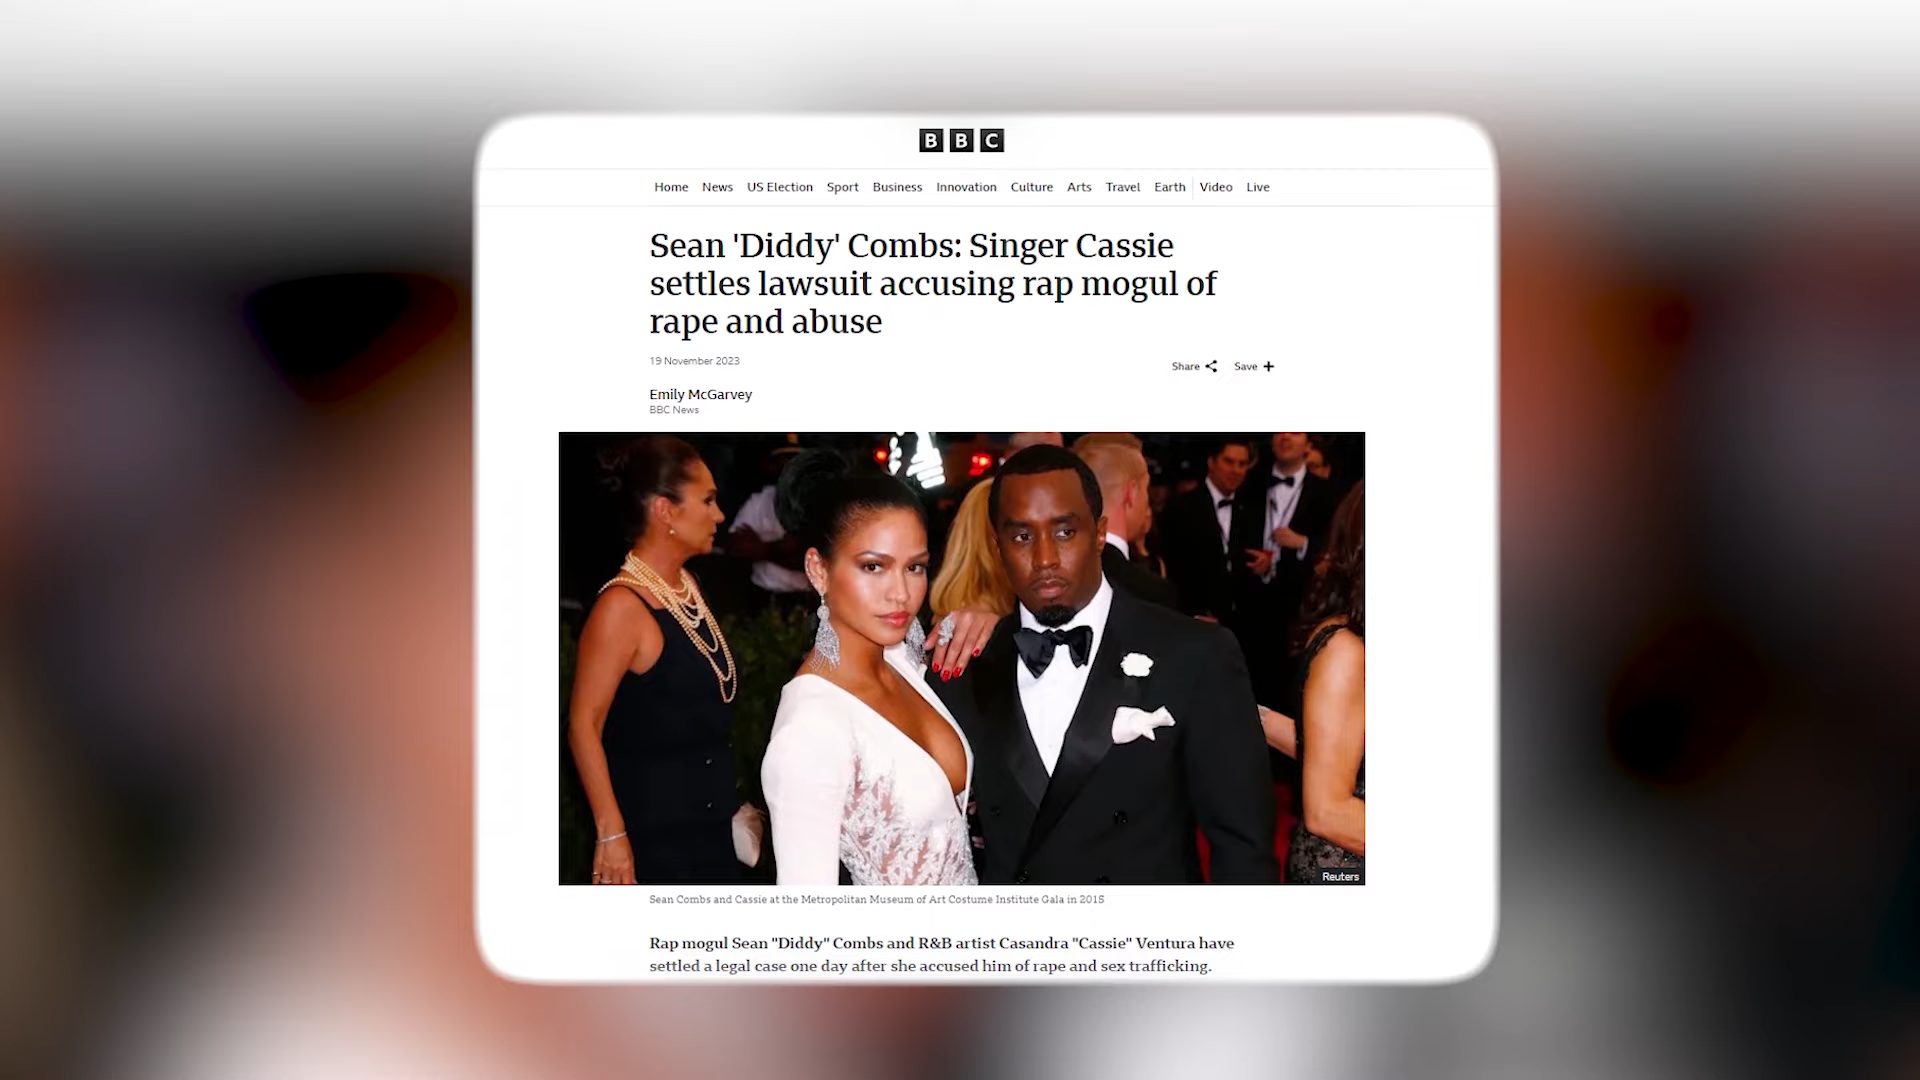 BBC
Home News US Election Sport Business Innovation Culture Arts Travel Earth Video Live
Sean 'Diddy' Combs: Singer Cassie
settles lawsuit accusing rap mogul of
rape and abuse
19 November 2023
Share Save
Emily McGarvey
BBC News
Reuters
Sean Combs and Cassie at the Metropolitan Museum of Art Costume Institute Gala in 2015
Rap mogul Sean "Diddy" Combs and R&B artist Casandra "Cassie" Ventura have
settled a legal case one day after she accused him of rape and sex trafficking.